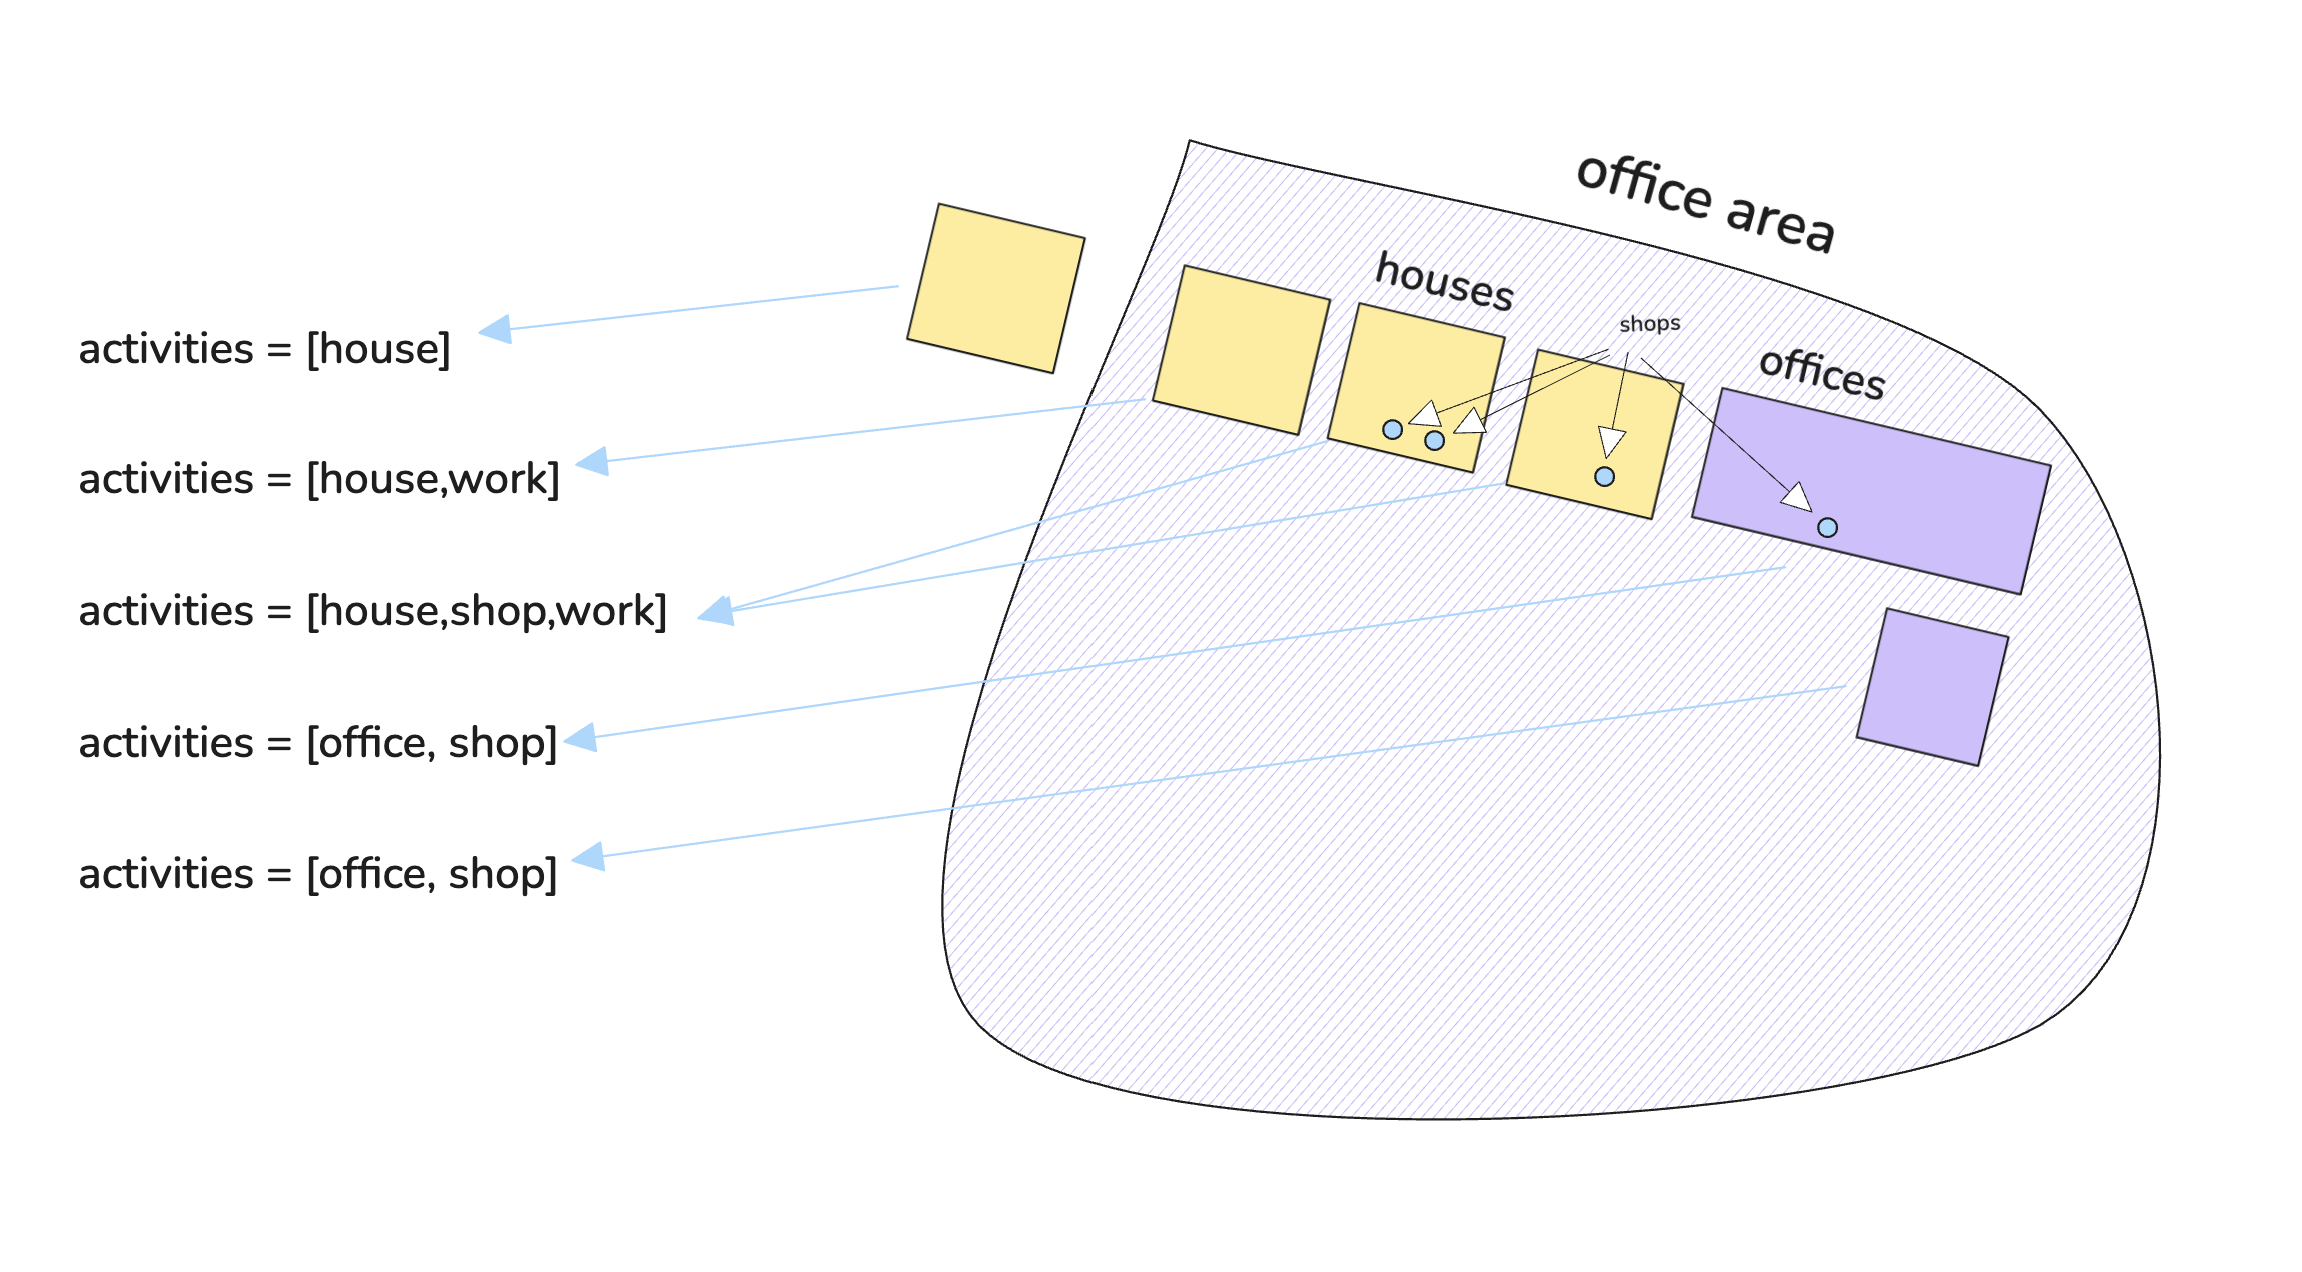 office area
houses
shops
offices
activities = [house]
activities = [house,work]
activities = [house,shop,work]
activities = [office, shop]
activities = [office, shop]